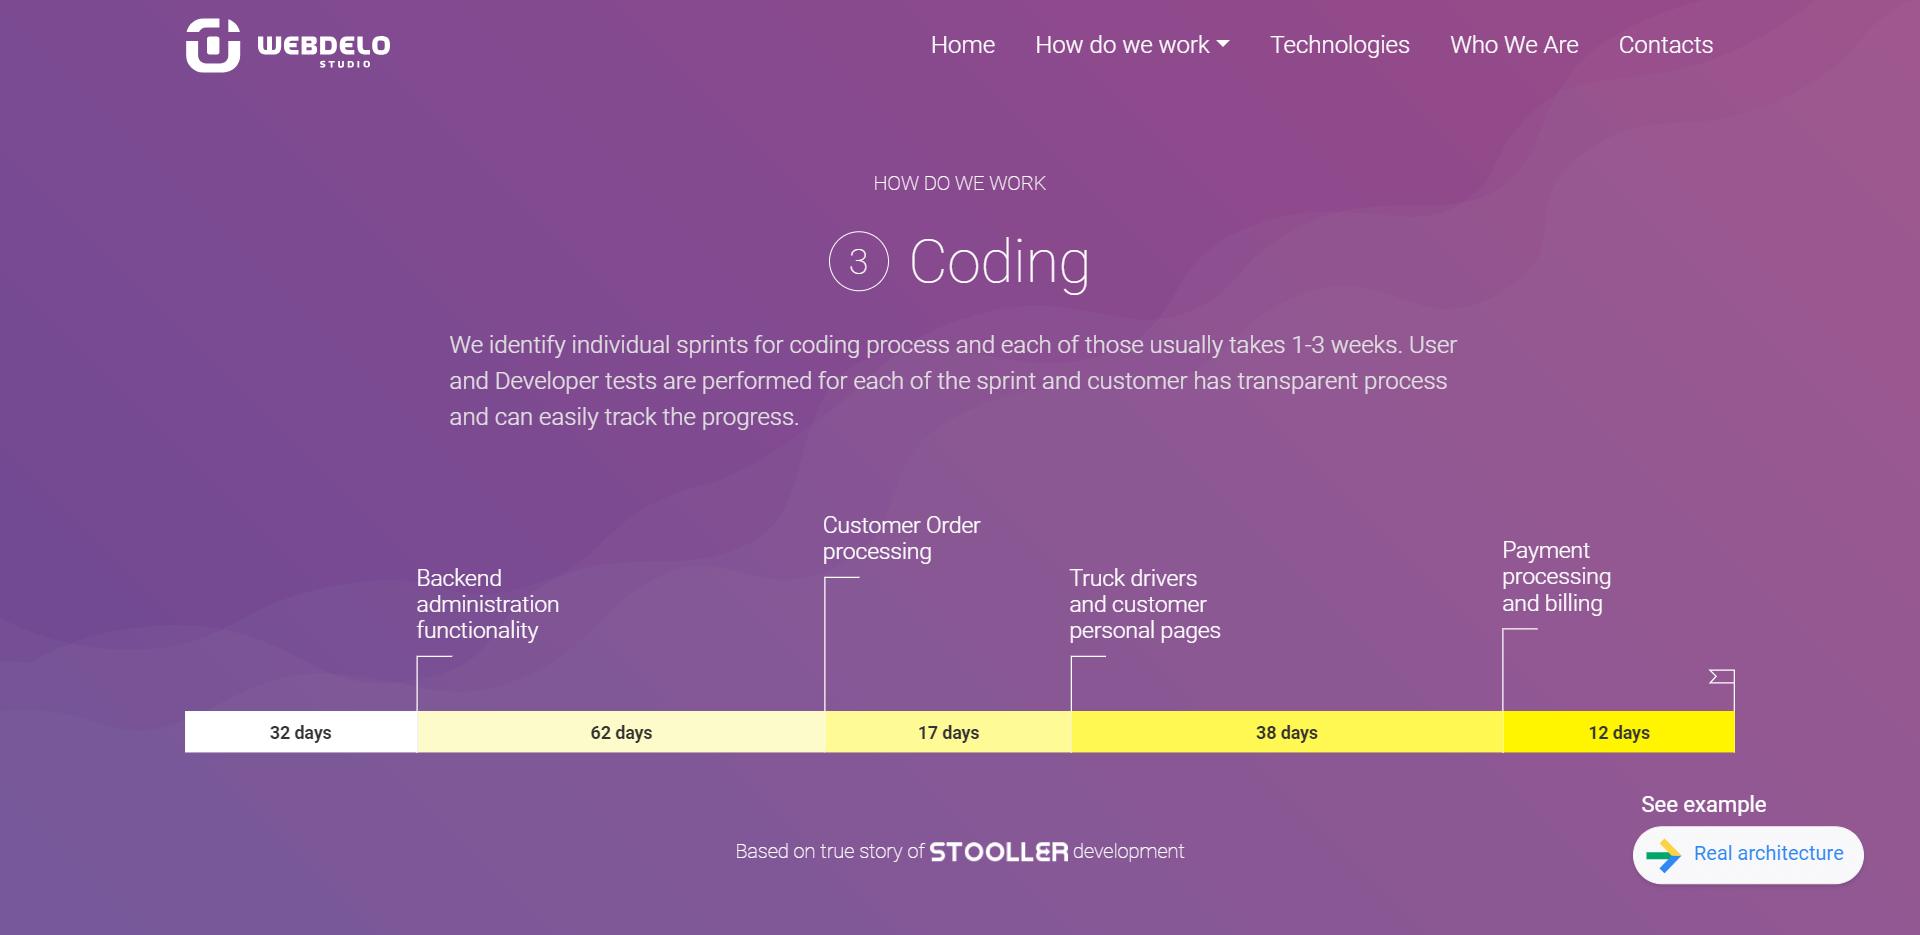 WEBDELO
STUDIO
Home How do we work Technologies Who We Are Contacts
HOW DO WE WORK
3 Coding
We identify individual sprints for coding process and each of those usually takes 1-3 weeks. User
and Developer tests are performed for each of the sprint and customer has transparent process
and can easily track the progress.
Backend
administration
functionality
Customer Order
processing
Truck drivers
and customer
personal pages
Payment
processing
and billing
32 days 62 days 17 days 38 days 12 days
See example
Real architecture
Based on true story of STOOLLER development